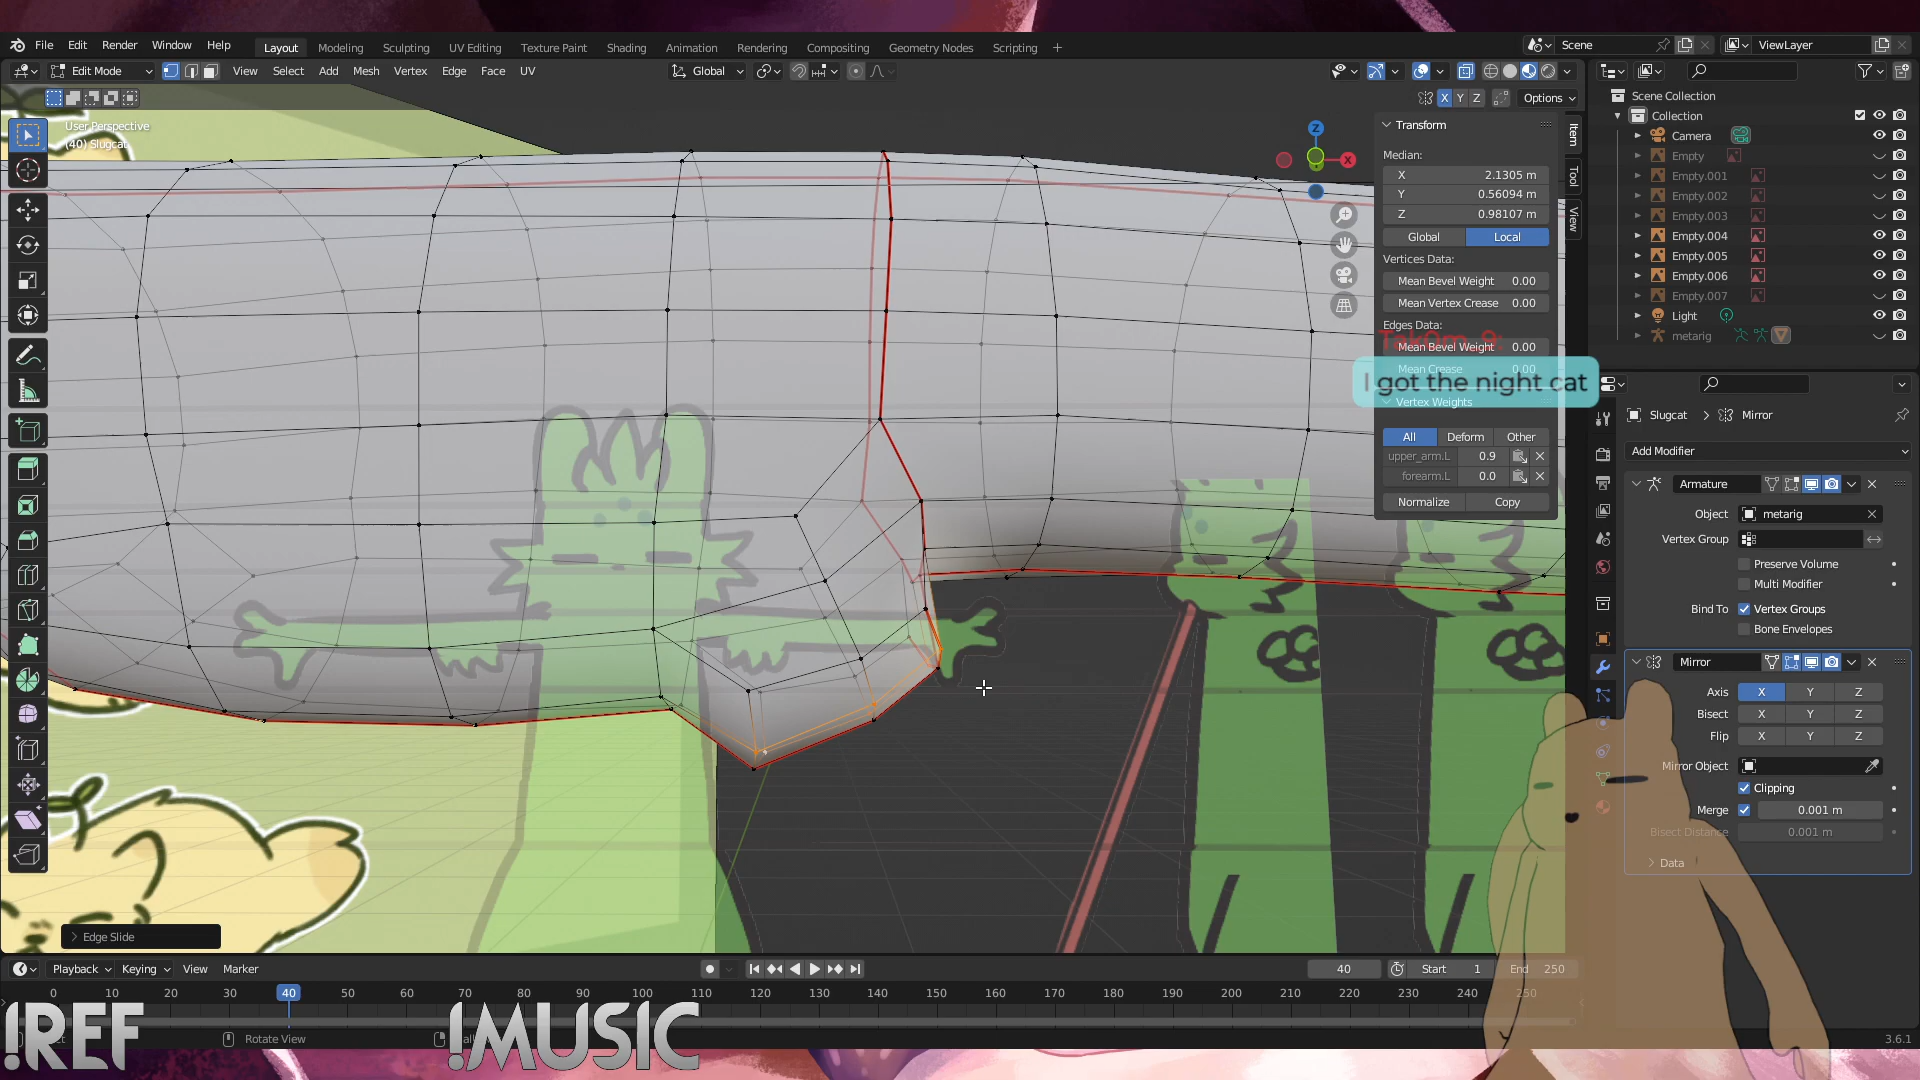 File Edit Render Window Help Layout Modeling Sculpting UV Editing Texture Paint Shading Animation Rendering Compositing Geometry Nodes Scripting + Scene ViewLayer
Edit Mode View Select Add Mesh Vertex Edge Face UV Global
X Y Z Options
User Perspective
(40) Slugcat
Z
X
Item
Tool
View
Transform
Median:
X 2.1305 m
Y 0.56094 m
Z 0.98107 m
Global Local
Vertices Data:
Mean Bevel Weight 0.00
Mean Vertex Crease 0.00
Edges Data:
Mean Bevel Weight 0.00
Mean Crease 0.00
I got the night cat
Vertex Weights
All Deform Other
upper_arm.L 0.9
forearm.L 0.0
Normalize Copy
Scene Collection
Collection
Camera
Empty
Empty.001
Empty.002
Empty.003
Empty.004
Empty.005
Empty.006
Empty.007
Light
metarig
Slugcat Mirror
Add Modifier
Armature
Object metarig
Vertex Group
Preserve Volume
Multi Modifier
Bind To Vertex Groups
Bone Envelopes
Mirror
Axis X Y Z
Bisect X Y Z
Flip X Y Z
Mirror Object
Clipping
Merge 0.001 m
Bisect Distance 0.001 m
Data
Edge Slide
Playback Keying View Marker 40 Start 1 End 250
0 10 20 30 40 50 60 70 80 90 100 110 120 130 140 150 160 170 180 190 200 210 220 230 240 250
!REF !MUSIC
Rotate View
3.6.1